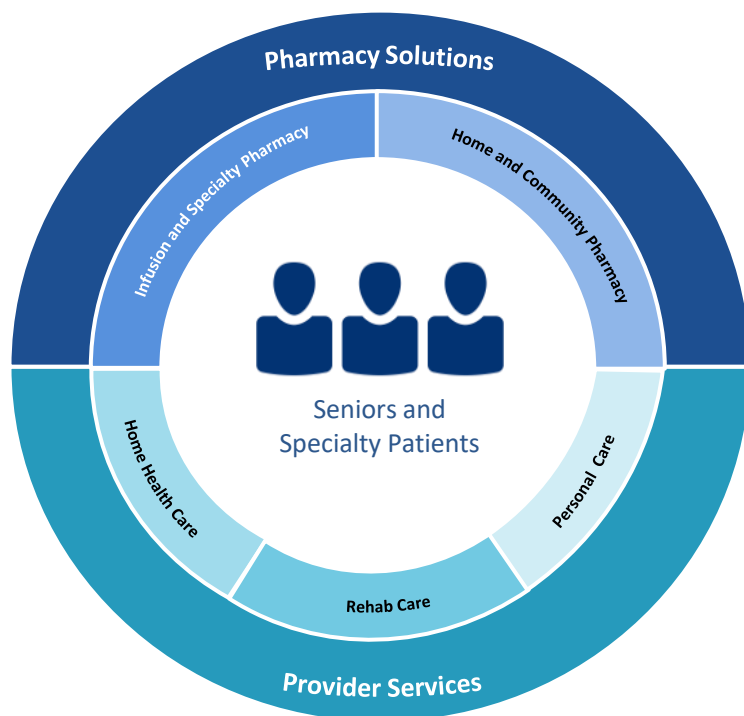 Pharmacy Solutions
Infusion and Specialty Pharmacy
Home and Community Pharmacy
Seniors and
Specialty Patients
Home Health Care
Personal Care
Rehab Care
Provider Services